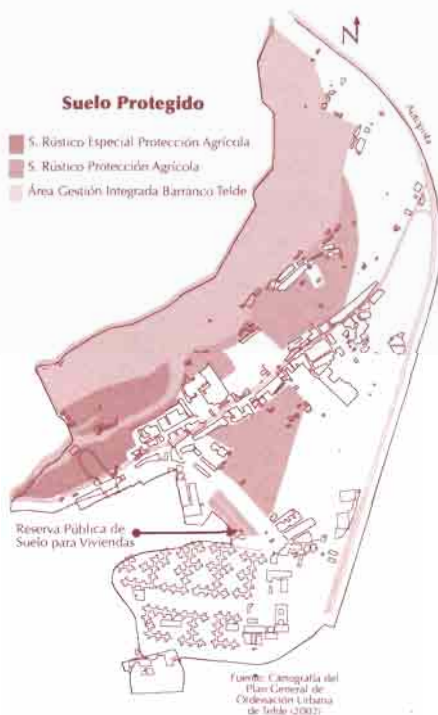 N
Autopista
Suelo Protegido
S. Rústico Especial Protección Agrícola
S. Rústico Protección Agrícola
Área Gestión Integrada Barranco Telde
Reserva Pública de
Suelo para Viviendas
Fuente: Cartografía del
Plan General de
Ordenación Urbana
de Telde (2002)